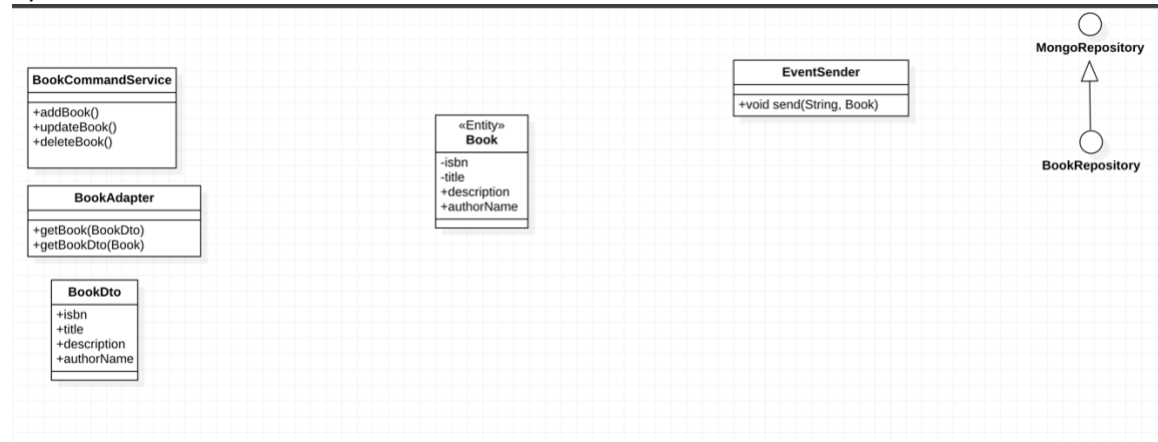 BookCommandService
+addBook()
+updateBook()
+deleteBook()
BookAdapter
+getBook(BookDto)
+getBookDto(Book)
BookDto
+isbn
+title
+description
+authorName
«Entity»
Book
-isbn
-title
+description
+authorName
EventSender
+void send(String, Book)
MongoRepository
BookRepository